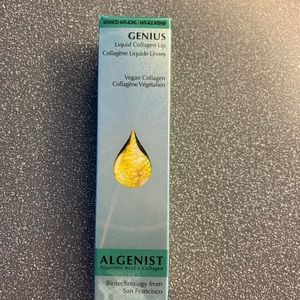 ADVANCED ANTI-AGING / ANTI-ÂGE INTENSIF
GENIUS
Liquid Collagen Lip
Collagène Liquide Lèvres
Vegan Collagen
Collagène Végétalien
ALGENIST
Alguronic Acid + Collagen
Biotechnology from
San Francisco